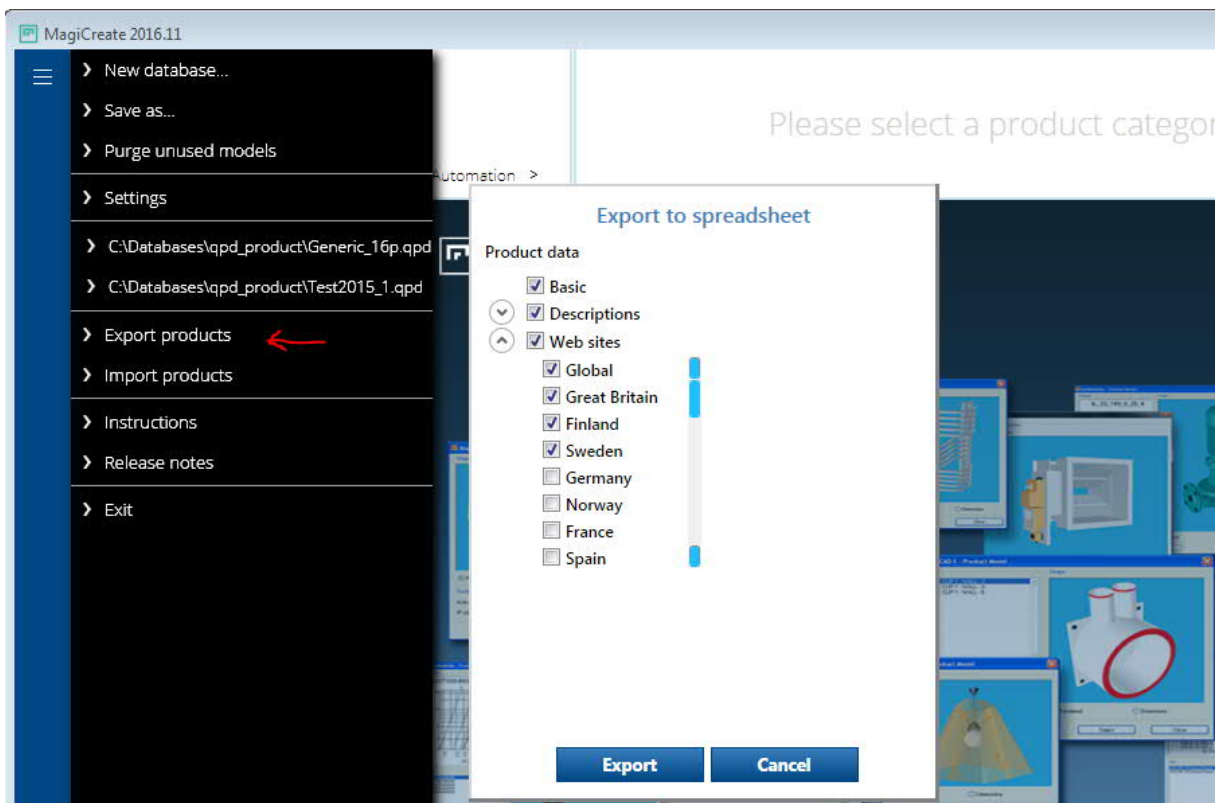 MagiCreate 2016.11
New database...
Save as...
Purge unused models
Settings
C:\Databases\qpd_product\Generic_16p.qpd
C:\Databases\qpd_product\Test2015_1.qpd
Export products
Import products
Instructions
Release notes
Exit
Please select a product categor
Automation >
Export to spreadsheet
Product data
Basic
Descriptions
Web sites
Global
Great Britain
Finland
Sweden
Germany
Norway
France
Spain
Export
Cancel